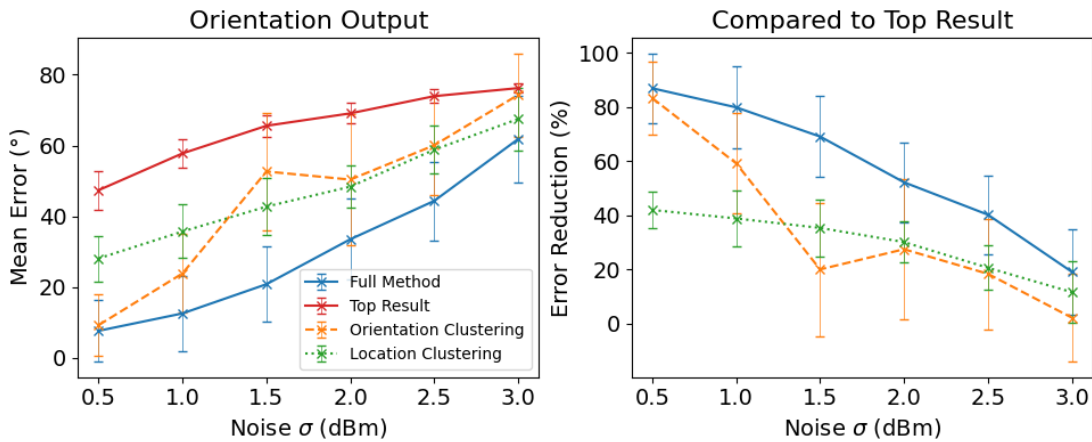 Orientation Output
Mean Error (°)
80
60
40
20
0
0.5 1.0 1.5 2.0 2.5 3.0
Noise σ (dBm)
Full Method
Top Result
Orientation Clustering
Location Clustering
Compared to Top Result
Error Reduction (%)
100
80
60
40
20
0
0.5 1.0 1.5 2.0 2.5 3.0
Noise σ (dBm)